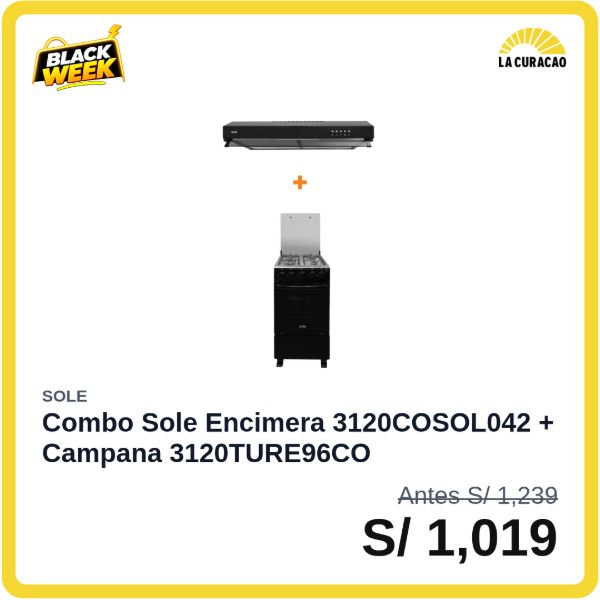 BLACK
WEEK
LA CURACAO
SOLE
Combo Sole Encimera 3120COSOL042 +
Campana 3120TURE96CO
Antes S/ 1,239
S/ 1,019